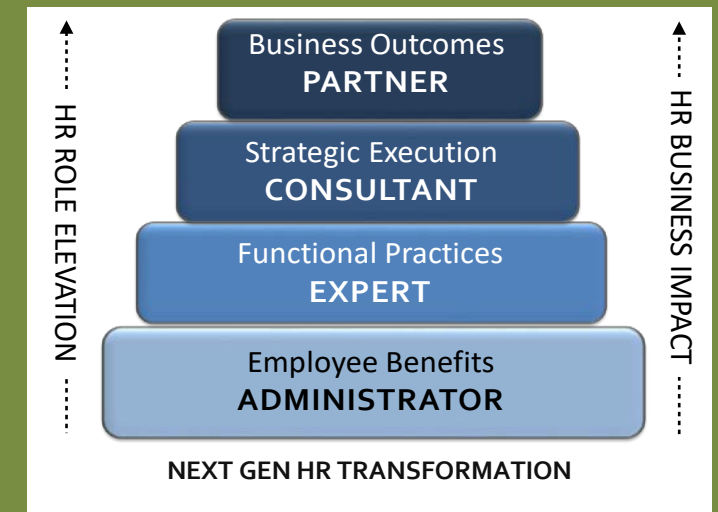 Business Outcomes
PARTNER
Strategic Execution
CONSULTANT
Functional Practices
EXPERT
Employee Benefits
ADMINISTRATOR
HR ROLE ELEVATION
HR BUSINESS IMPACT
NEXT GEN HR TRANSFORMATION